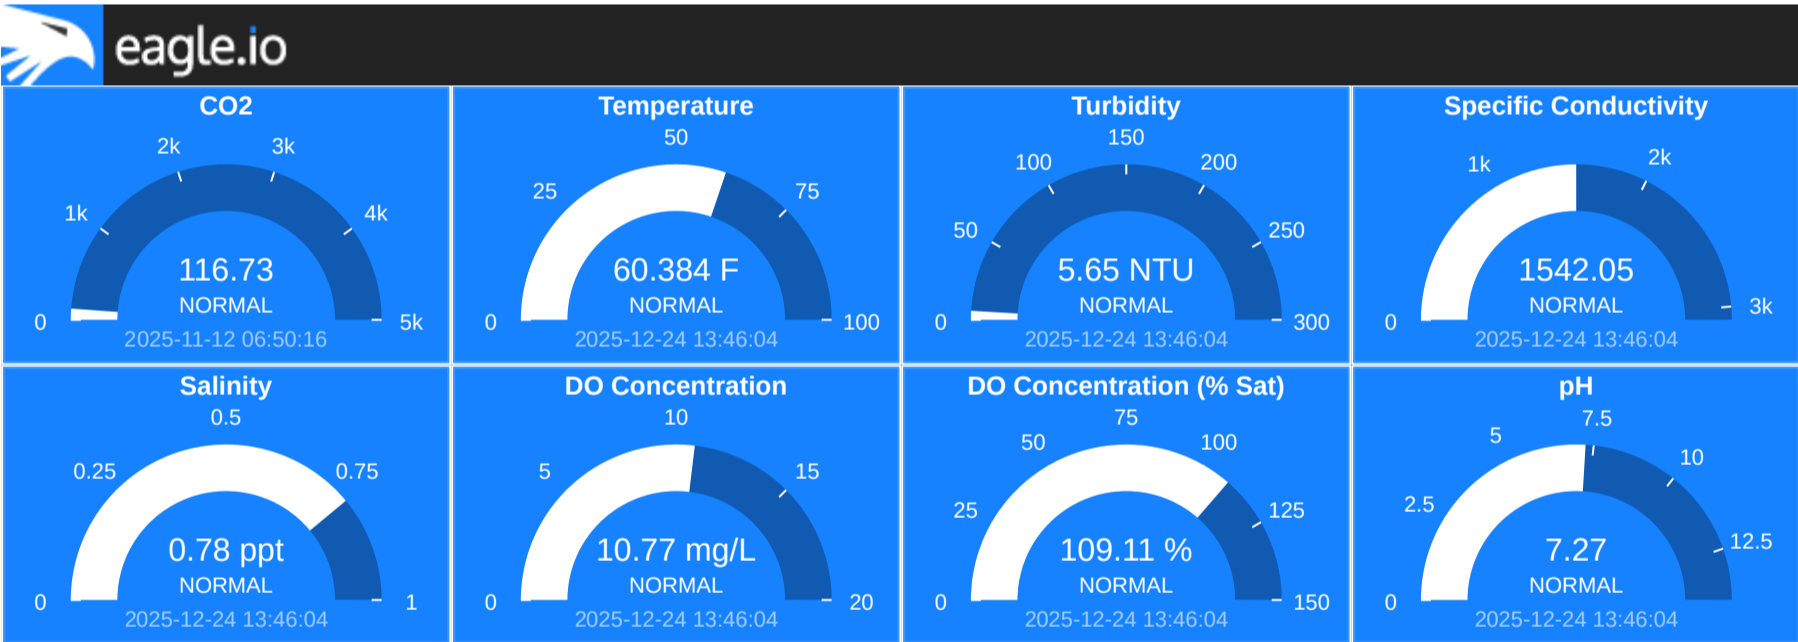 eagle.io
CO2
2k
3k
1k
4k
0
5k
116.73
NORMAL
2025-11-12 06:50:16
Temperature
50
25
75
0
100
60.384 F
NORMAL
2025-12-24 13:46:04
Turbidity
150
100
200
50
250
0
300
5.65 NTU
NORMAL
2025-12-24 13:46:04
Specific Conductivity
1k
2k
0
3k
1542.05
NORMAL
2025-12-24 13:46:04
Salinity
0.5
0.25
0.75
0
1
0.78 ppt
NORMAL
2025-12-24 13:46:04
DO Concentration
10
5
15
0
20
10.77 mg/L
NORMAL
2025-12-24 13:46:04
DO Concentration (% Sat)
75
50
100
25
125
0
150
109.11 %
NORMAL
2025-12-24 13:46:04
pH
7.5
5
10
2.5
12.5
0
7.27
NORMAL
2025-12-24 13:46:04